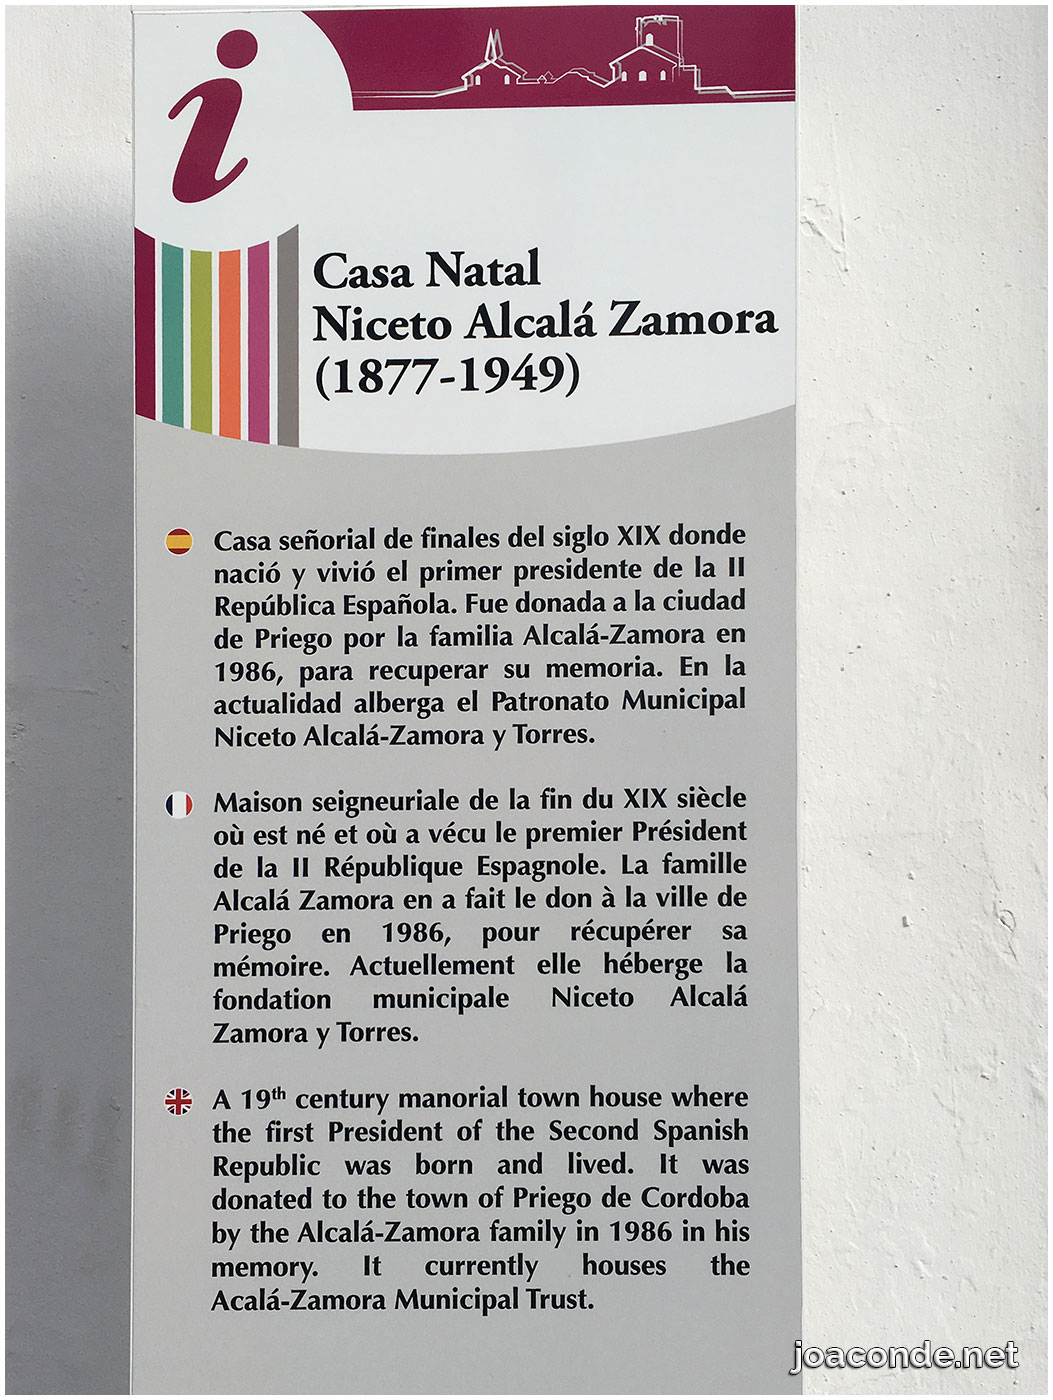 i
Casa Natal
Niceto Alcalá Zamora
(1877-1949)
Casa señorial de finales del siglo XIX donde
nació y vivió el primer presidente de la II
República Española. Fue donada a la ciudad
de Priego por la familia Alcalá-Zamora en
1986, para recuperar su memoria. En la
actualidad alberga el Patronato Municipal
Niceto Alcalá-Zamora y Torres.
Maison seigneuriale de la fin du XIX siècle
où est né et où a vécu le premier Président
de la II République Espagnole. La famille
Alcalá Zamora en a fait le don à la ville de
Priego en 1986, pour récupérer sa
mémoire. Actuellement elle héberge la
fondation municipale Niceto Alcalá
Zamora y Torres.
A 19th century manorial town house where
the first President of the Second Spanish
Republic was born and lived. It was
donated to the town of Priego de Cordoba
by the Alcalá-Zamora family in 1986 in his
memory. It currently houses the
Acalá-Zamora Municipal Trust.
joaconde.net